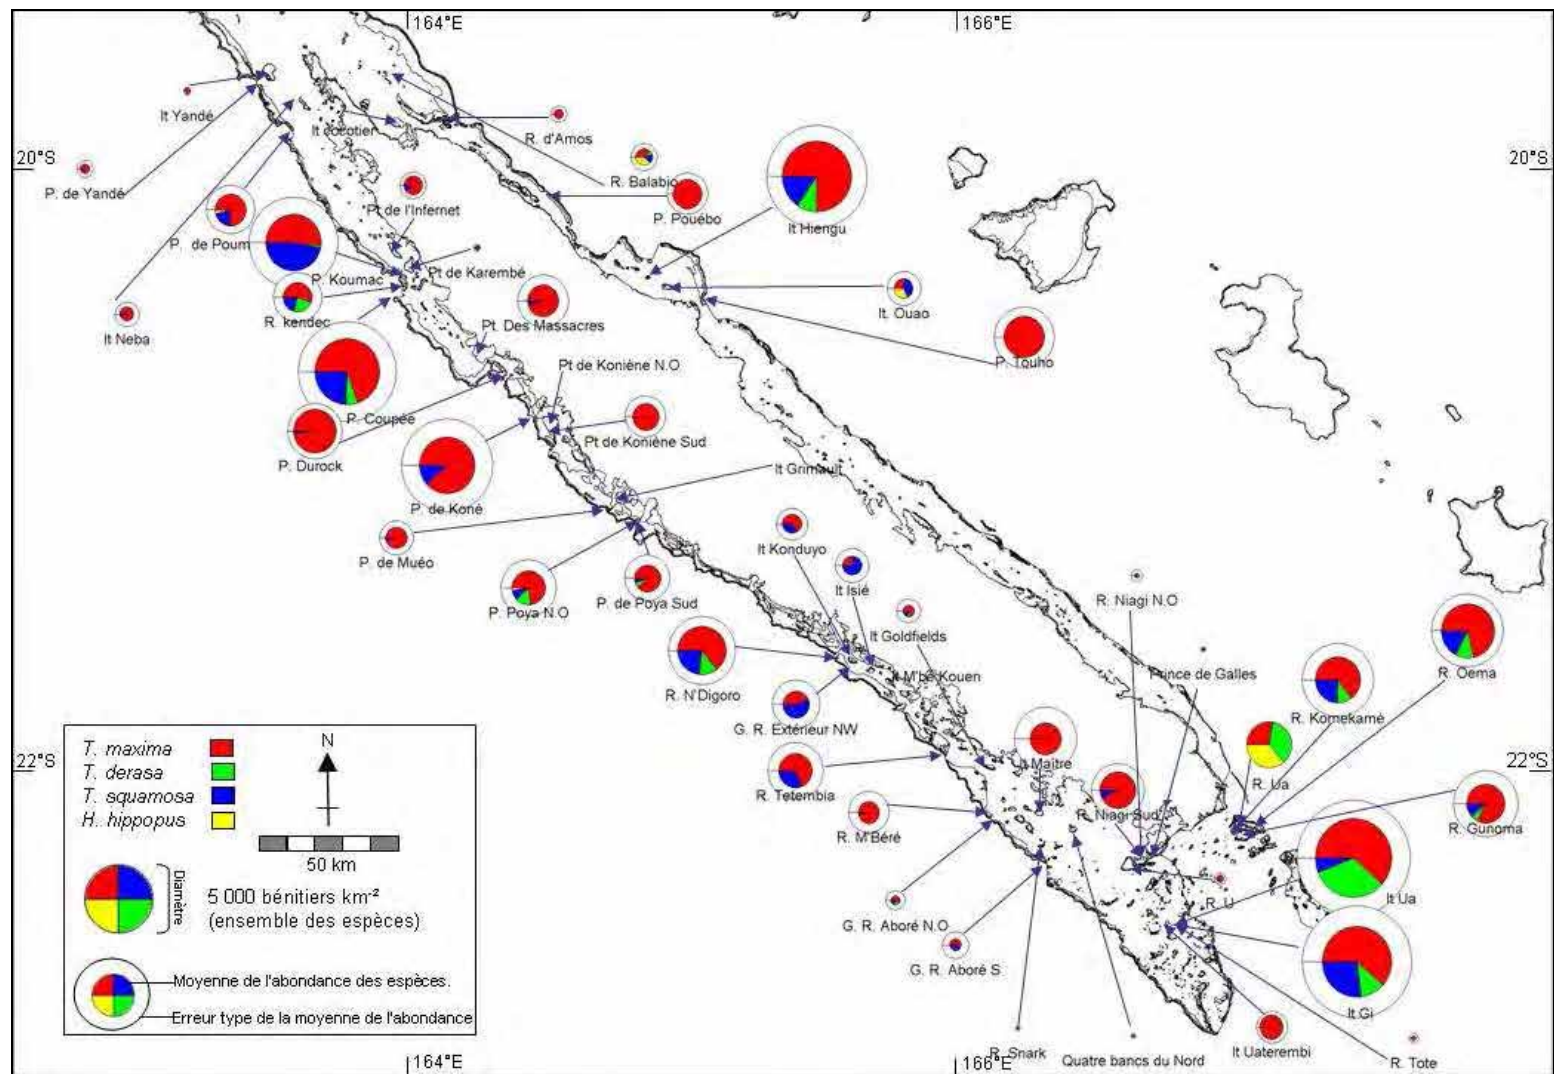 164°E
166°E
It Yandé
It cocotier
R. d'Amos
20°S
20°S
P. de Yandé
R. Balabio
P. Pouébo
Pt de l'Infernet
It Hiengu
P. de Poum
P. Koumac
Pt de Karembé
R. kendec
It. Ouao
It Neba
Pt. Des Massacres
P. Touho
Pt de Koniène N.O
P. Coupée
P. Durock
Pt de Koniène Sud
It Grimault
P. de Koné
It Konduyo
P. de Muéo
It Isié
P. Poya N.O
P. de Poya Sud
R. Niagi N.O
It Goldfields
R. N'Digoro
It M'bé Kouen
Prince de Galles
R. Oema
R. Komekamé
G. R. Extérieur NW
It Maitre
R. Ua
22°S
22°S
R. Tetembia
R. Niagi Sud
R. M'Béré
R. Gunoma
It Ua
R. U
G. R. Aboré N.O
G. R. Aboré S
It Gi
R. Snark
Quatre bancs du Nord
It Uaterembi
R. Tote
164°E
166°E
T. maxima
T. derasa
T. squamosa
H. hippopus
N
50 km
Diamètre
5 000 bénitiers km-²
(ensemble des espèces)
Moyenne de l'abondance des espèces.
Erreur type de la moyenne de l'abondance